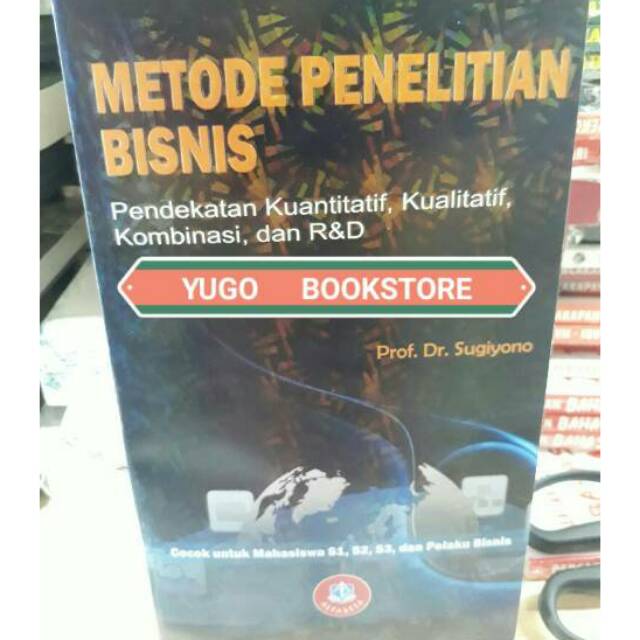 METODE PENELITIAN
BISNIS
Pendekatan Kuantitatif, Kualitatif,
Kombinasi, dan R&D
YUGO BOOKSTORE
Prof. Dr. Sugiyono
Cocok untuk Mahasiswa S1, S2, S3, dan Pelaku Bisnis
ALFABETA